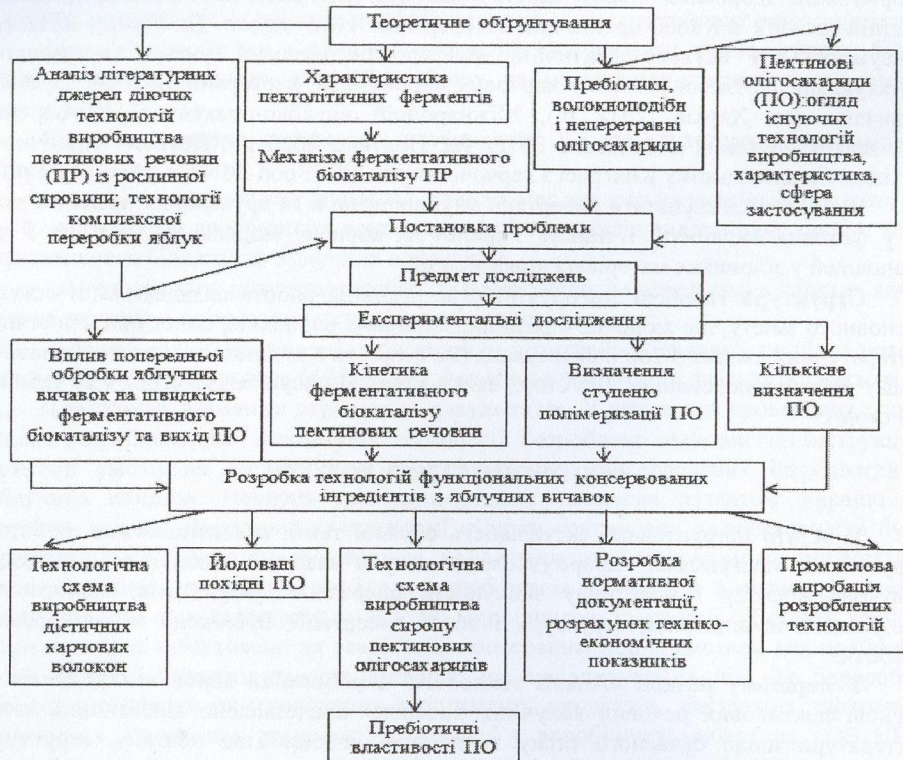 Теоретичне обґрунтування
Аналіз літературних
джерел діючих
технологій
виробництва
пектинових речовин
(ПР) із рослинної
сировини, технології
комплексної
переробки яблук
Характеристика
пектолітичних ферментів
Механізм ферментативного
біокаталізу ПР
Пребіотики,
волокноподібні
і неперетравні
олігосахариди
Пектинові
олігосахариди
(ПО):огляд
існуючих
технологій
виробництва,
характеристика,
сфера
застосування
Постановка проблеми
Експериментальні дослідження
Вплив попередньої
обробки яблучних
вичавок на швидкість
ферментативного
біокаталізу та вихід ПО
Кінетика
ферментативного
біокаталізу
пектинових речовин
Визначення
ступеню
полімеризації ПО
Кількісне
визначення
ПО
Розробка технологій функціональних консервованих
інгредієнтів з яблучних вичавок
Технологічна
схема
виробництва
дієтичних
харчових
волокон
Йодовані
похідні ПО
Технологічна
схема
виробництва
сиропу
пектинових
олігосахаридів
Розробка
нормативної
документації,
розрахунок техніко-
економічних
показників
Промислова
апробація
розроблених
технологій
Пребіотичні
властивості ПО